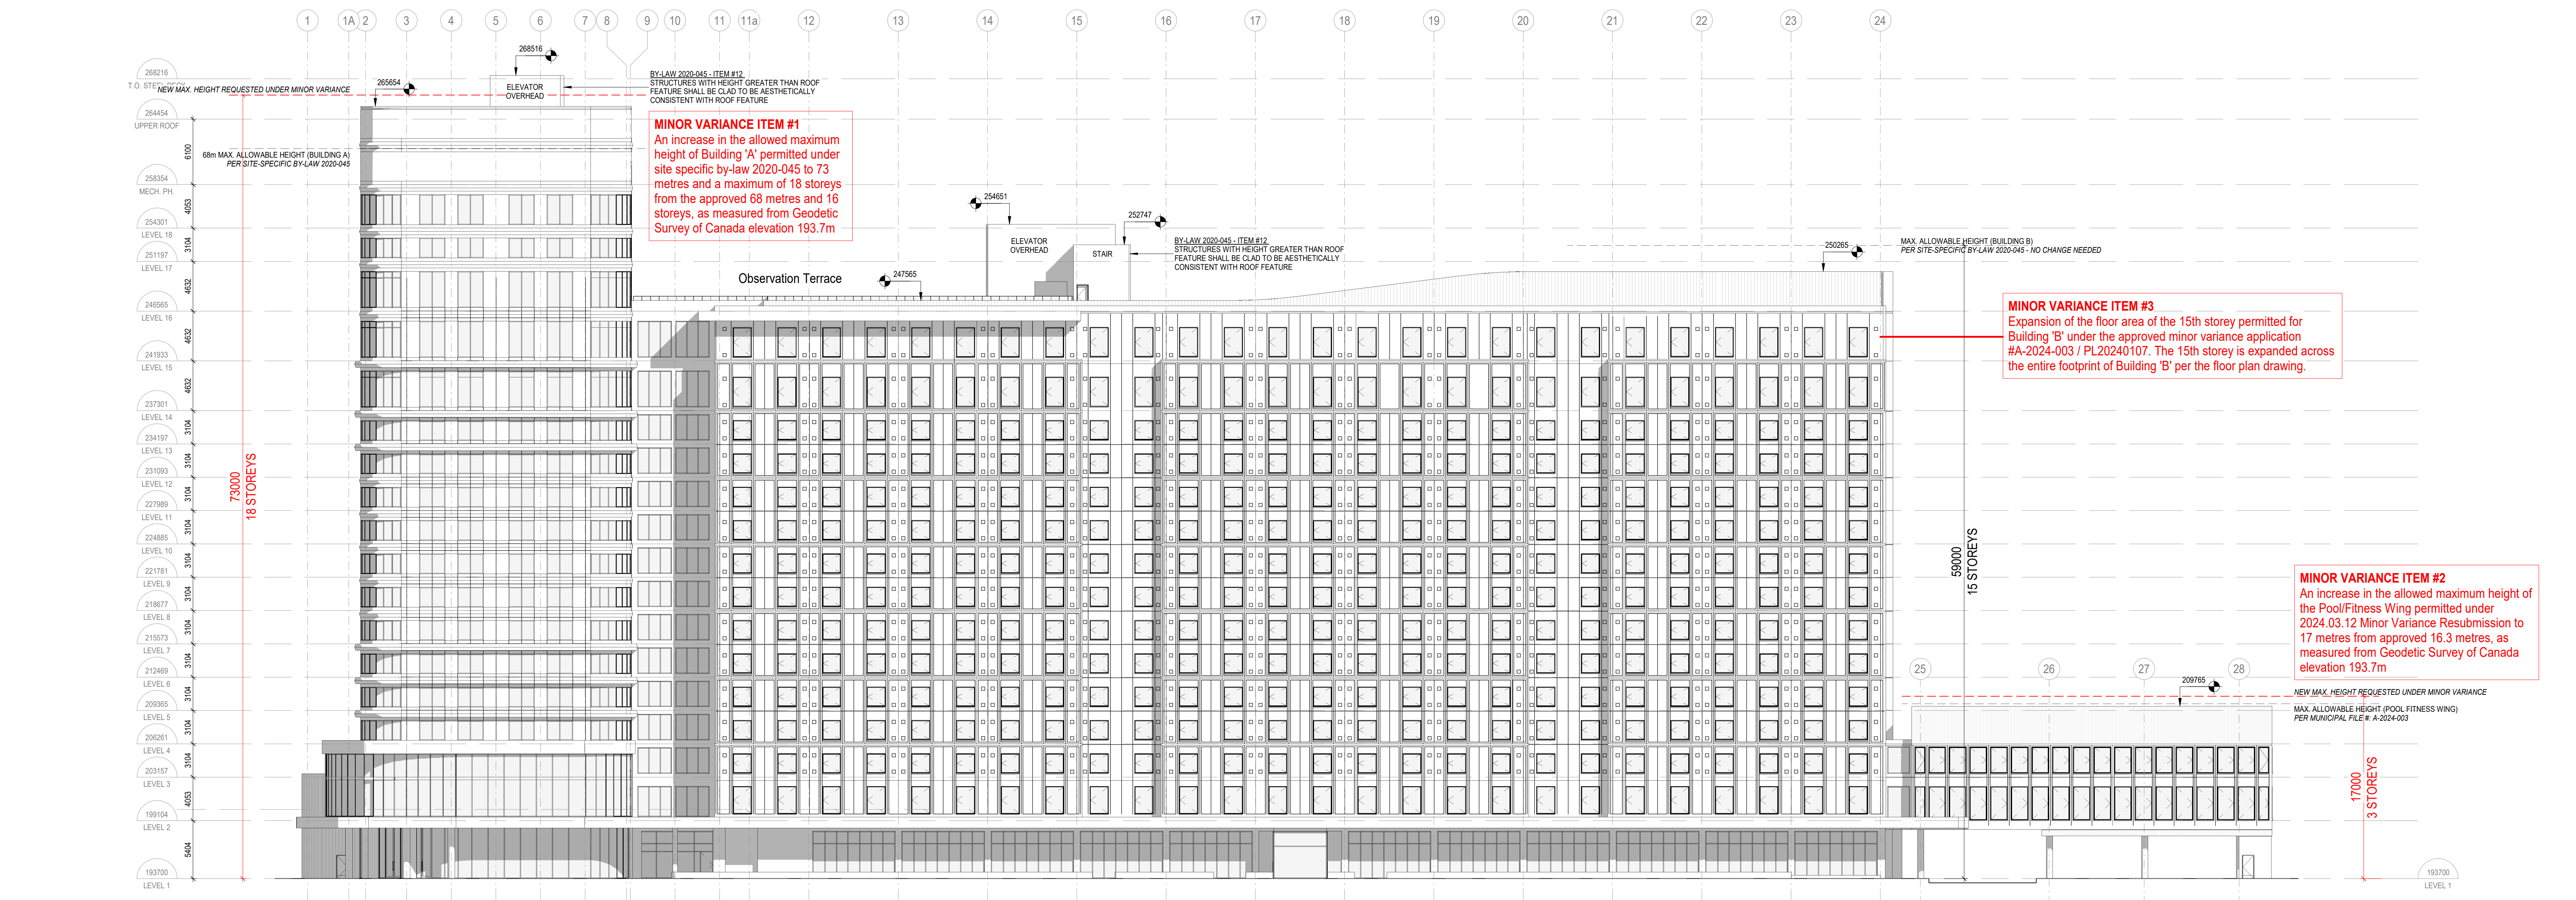 1 1A 2 3 4 5 6 7 8 9 10 11 11a 12 13 14 15 16 17 18 19 20 21 22 23 24
268516
268216
265654
NEW MAX. HEIGHT REQUESTED UNDER MINOR VARIANCE
ELEVATOR
OVERHEAD
BY-LAW 2020-045 - ITEM #12
STRUCTURES WITH HEIGHT GREATER THAN ROOF
FEATURE SHALL BE CLAD TO BE AESTHETICALLY
CONSISTENT WITH ROOF FEATURE
264454
UPPER ROOF
6100
68m MAX. ALLOWABLE HEIGHT (BUILDING A)
PER SITE-SPECIFIC BY-LAW 2020-045
MINOR VARIANCE ITEM #1
An increase in the allowed maximum
height of Building 'A' permitted under
site specific by-law 2020-045 to 73
metres and a maximum of 18 storeys
from the approved 68 metres and 16
storeys, as measured from Geodetic
Survey of Canada elevation 193.7m
258354
MECH. PH.
4053
254301
LEVEL 18
3104
251197
LEVEL 17
4632
246565
LEVEL 16
4632
241933
LEVEL 15
4632
237301
LEVEL 14
3104
234197
LEVEL 13
3104
231093
LEVEL 12
3104
227989
LEVEL 11
3104
224885
LEVEL 10
3104
221781
LEVEL 9
3104
218677
LEVEL 8
3104
215573
LEVEL 7
3104
212469
LEVEL 6
3104
209365
LEVEL 5
3104
206261
LEVEL 4
3104
203157
LEVEL 3
4053
199104
LEVEL 2
5404
193700
LEVEL 1
73000
18 STOREYS
254651
252747
ELEVATOR
OVERHEAD
STAIR
BY-LAW 2020-045 - ITEM #12
STRUCTURES WITH HEIGHT GREATER THAN ROOF
FEATURE SHALL BE CLAD TO BE AESTHETICALLY
CONSISTENT WITH ROOF FEATURE
Observation Terrace
247565
250265
MAX. ALLOWABLE HEIGHT (BUILDING B)
PER SITE-SPECIFIC BY-LAW 2020-045 - NO CHANGE NEEDED
MINOR VARIANCE ITEM #3
Expansion of the floor area of the 15th storey permitted for
Building 'B' under the approved minor variance application
#A-2024-003 / PL20240107. The 15th storey is expanded across
the entire footprint of Building 'B' per the floor plan drawing.
59000
15 STOREYS
MINOR VARIANCE ITEM #2
An increase in the allowed maximum height of
the Pool/Fitness Wing permitted under
2024.03.12 Minor Variance Resubmission to
17 metres from approved 16.3 metres, as
measured from Geodetic Survey of Canada
elevation 193.7m
25 26 27 28
209765
NEW MAX. HEIGHT REQUESTED UNDER MINOR VARIANCE
MAX. ALLOWABLE HEIGHT (POOL FITNESS WING)
PER MUNICIPAL FILE #: A-2024-003
17000
3 STOREYS
193700
LEVEL 1